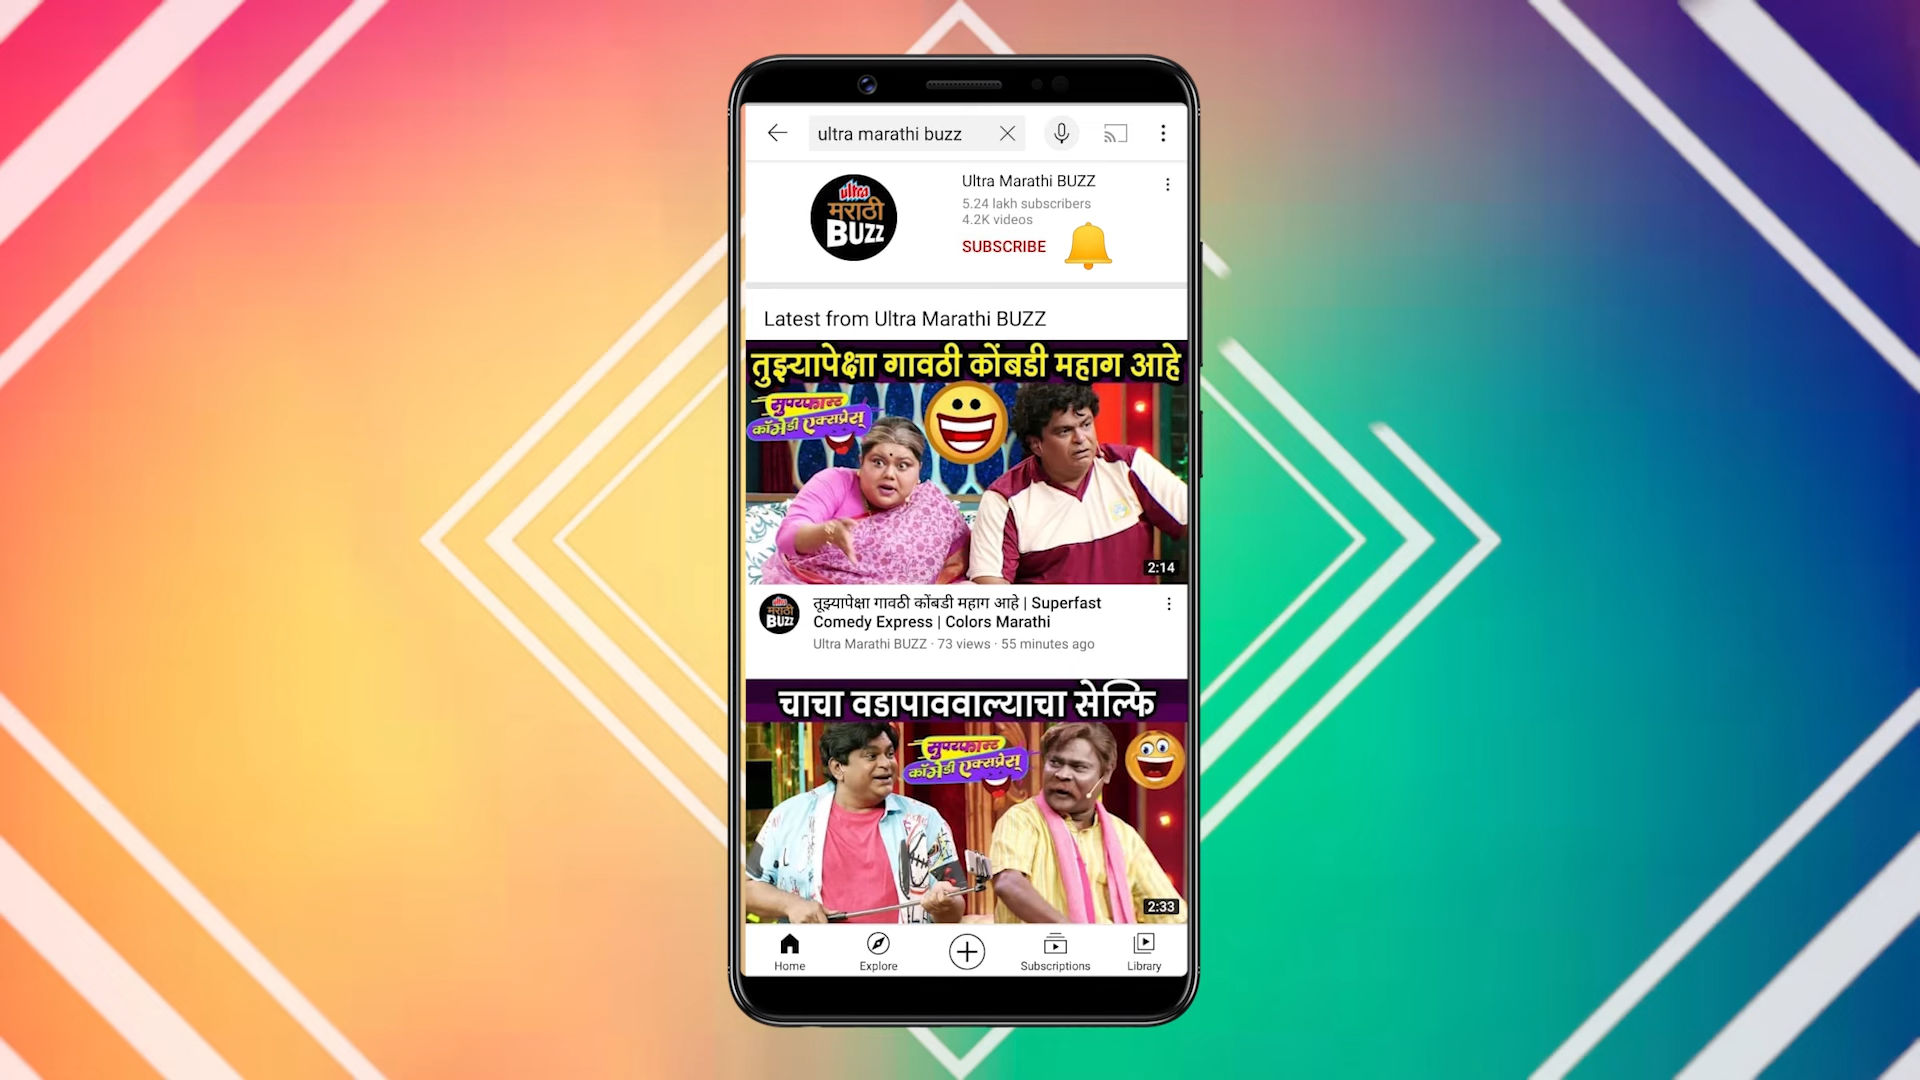 ultra marathi buzz
ultra
मराठी
BUZZ
Ultra Marathi BUZZ
5.24 lakh subscribers
4.2K videos
SUBSCRIBE
Latest from Ultra Marathi BUZZ
तुझ्यापेक्षा गावठी कोंबडी महाग आहे
सुपरफास्ट
कॉमेडी एक्सप्रेस्
2:14
ultra
मराठी
BUZZ
तूझ्यापेक्षा गावठी कोंबडी महाग आहे | Superfast
Comedy Express | Colors Marathi
Ultra Marathi BUZZ · 73 views · 55 minutes ago
चाचा वडापाववाल्याचा सेल्फि
सुपरफास्ट
कॉमेडी एक्सप्रेस्
2:33
Home
Explore
Subscriptions
Library